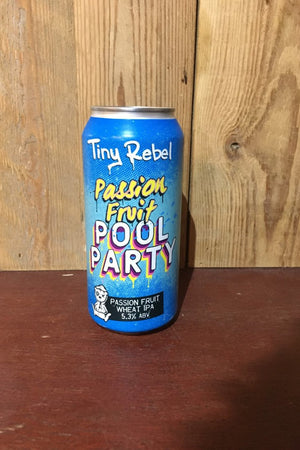 Tiny Rebel
Passion
Fruit
POOL
PARTY
PASSION FRUIT
WHEAT IPA
5.3% ABV